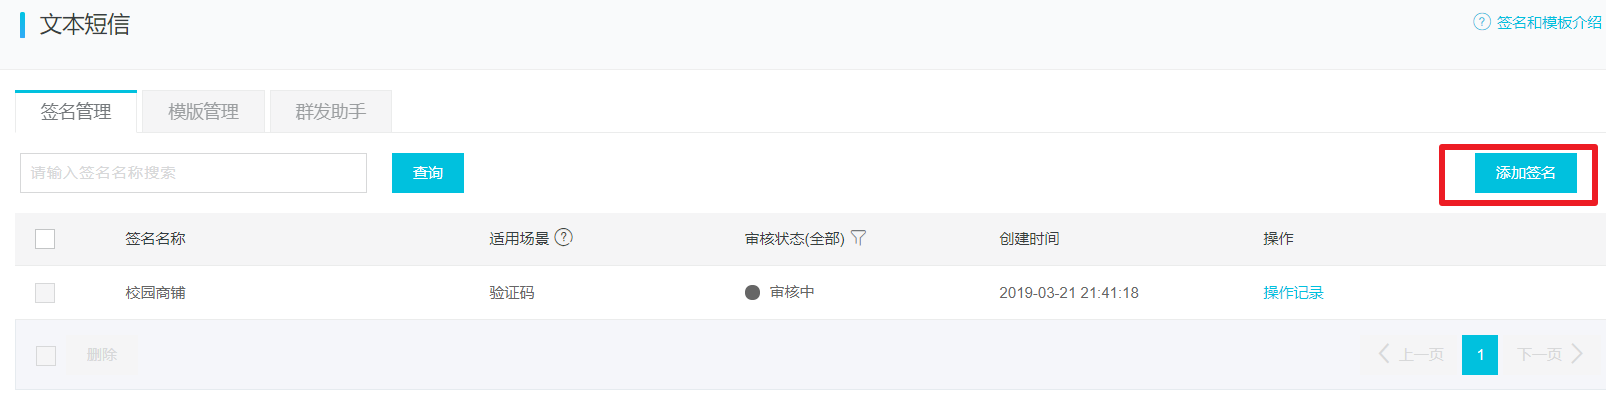 文本短信
签名和模板介绍
签名管理 模版管理 群发助手
请输入签名名称搜索 查询 添加签名
签名名称 适用场景 审核状态(全部) 创建时间 操作
校园商铺 验证码 审核中 2019-03-21 21:41:18 操作记录
删除 上一页 1 下一页